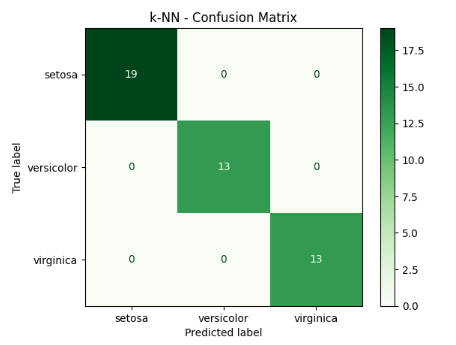 k-NN - Confusion Matrix
setosa 19 0 0
versicolor 0 13 0
virginica 0 0 13
setosa versicolor virginica
Predicted label
True label
17.5
15.0
12.5
10.0
7.5
5.0
2.5
0.0